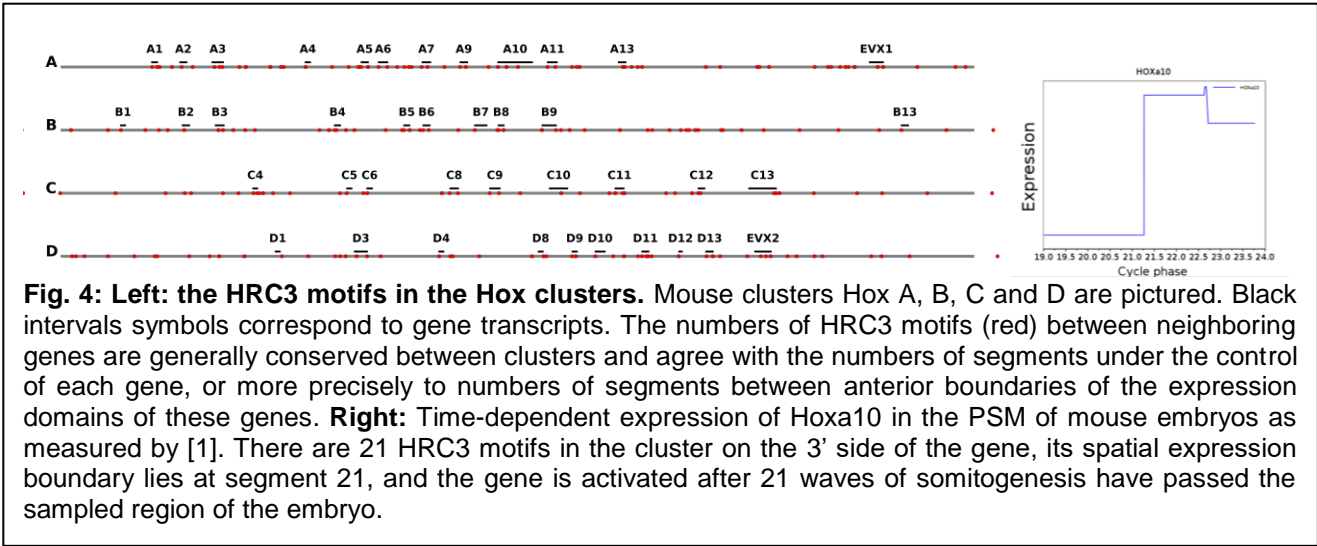 A1 A2 A3 A4 A5 A6 A7 A9 A10 A11 A13 EVX1
A
B1 B2 B3 B4 B5 B6 B7 B8 B9 B13
B
C4 C5 C6 C8 C9 C10 C11 C12 C13
C
D1 D3 D4 D8 D9 D10 D11 D12 D13 EVX2
D
HOXa10
HOXa10
Expression
19.0 19.5 20.0 20.5 21.0 21.5 22.0 22.5 23.0 23.5 24.0
Cycle phase
Fig. 4: Left: the HRC3 motifs in the Hox clusters. Mouse clusters Hox A, B, C and D are pictured. Black
intervals symbols correspond to gene transcripts. The numbers of HRC3 motifs (red) between neighboring
genes are generally conserved between clusters and agree with the numbers of segments under the control
of each gene, or more precisely to numbers of segments between anterior boundaries of the expression
domains of these genes. Right: Time-dependent expression of Hoxa10 in the PSM of mouse embryos as
measured by [1]. There are 21 HRC3 motifs in the cluster on the 3’ side of the gene, its spatial expression
boundary lies at segment 21, and the gene is activated after 21 waves of somitogenesis have passed the
sampled region of the embryo.